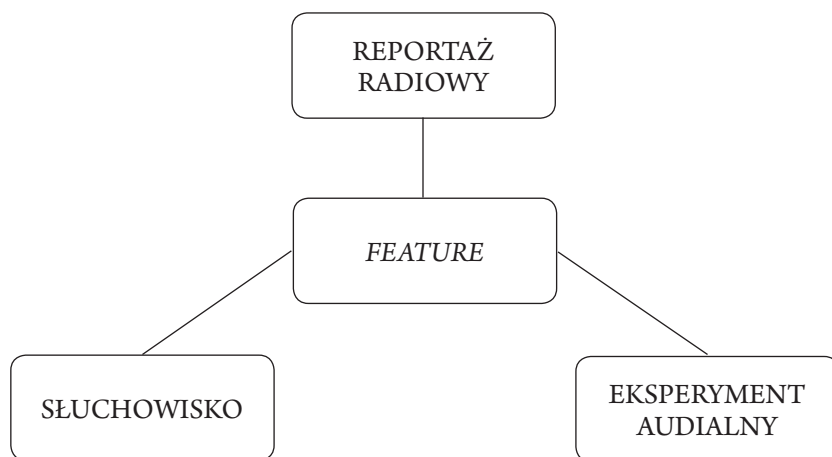 REPORTAŻ
RADIOWY
FEATURE
SŁUCHOWISKO
EKSPERYMENT
AUDIALNY